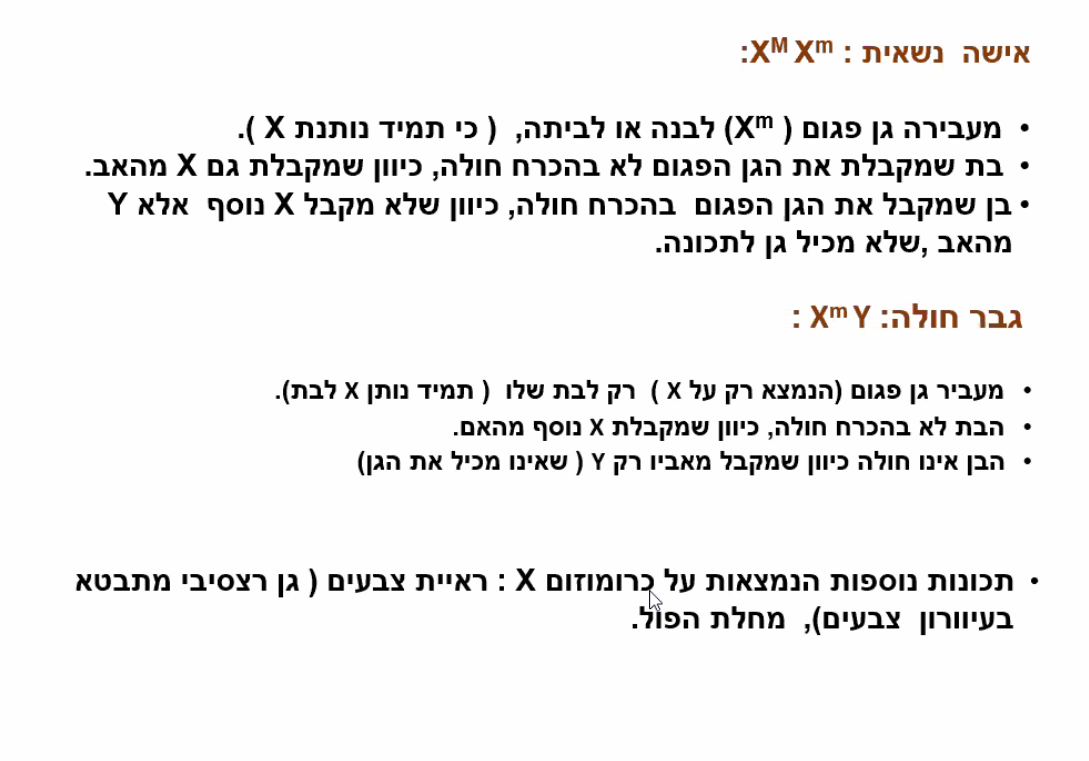 אישה נשאית : Xᴹ Xᵐ:
• מעבירה גן פגום ( Xᵐ) לבנה או לביתה, ( כי תמיד נותנת X ).
• בת שמקבלת את הגן הפגום לא בהכרח חולה, כיוון שמקבלת גם X מהאב.
• בן שמקבל את הגן הפגום בהכרח חולה, כיוון שלא מקבל X נוסף אלא Y
מהאב ,שלא מכיל גן לתכונה.
גבר חולה: Xᵐ Y :
• מעביר גן פגום (הנמצא רק על X ) רק לבת שלו ( תמיד נותן X לבת).
• הבת לא בהכרח חולה, כיוון שמקבלת X נוסף מהאם.
• הבן אינו חולה כיוון שמקבל מאביו רק Y ( שאינו מכיל את הגן)
• תכונות נוספות הנמצאות על כרומוזום X : ראיית צבעים ( גן רצסיבי מתבטא
בעיוורון צבעים), מחלת הפול.